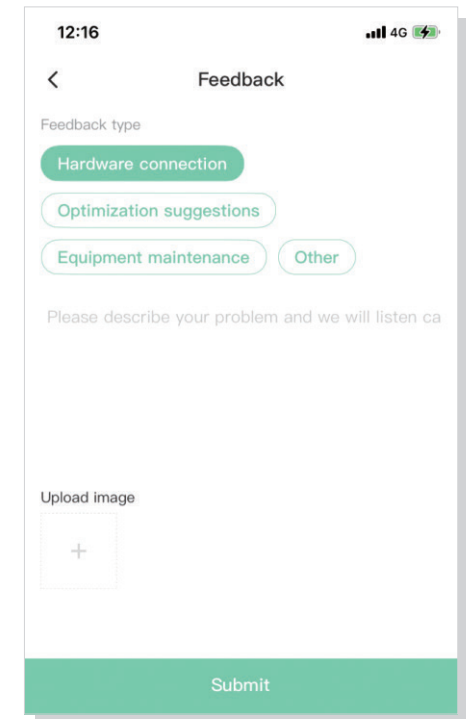 12:16 4G
Feedback
Feedback type
Hardware connection
Optimization suggestions
Equipment maintenance Other
Please describe your problem and we will listen ca
Upload image
+
Submit